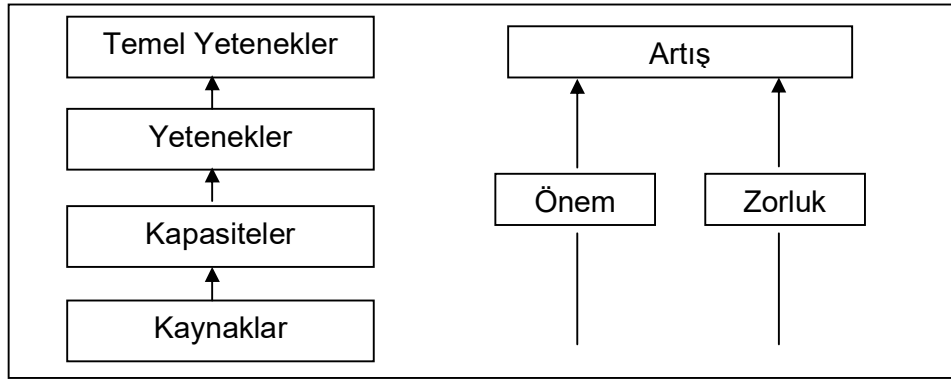 Temel Yetenekler
Yetenekler
Kapasiteler
Kaynaklar
Artış
Önem
Zorluk